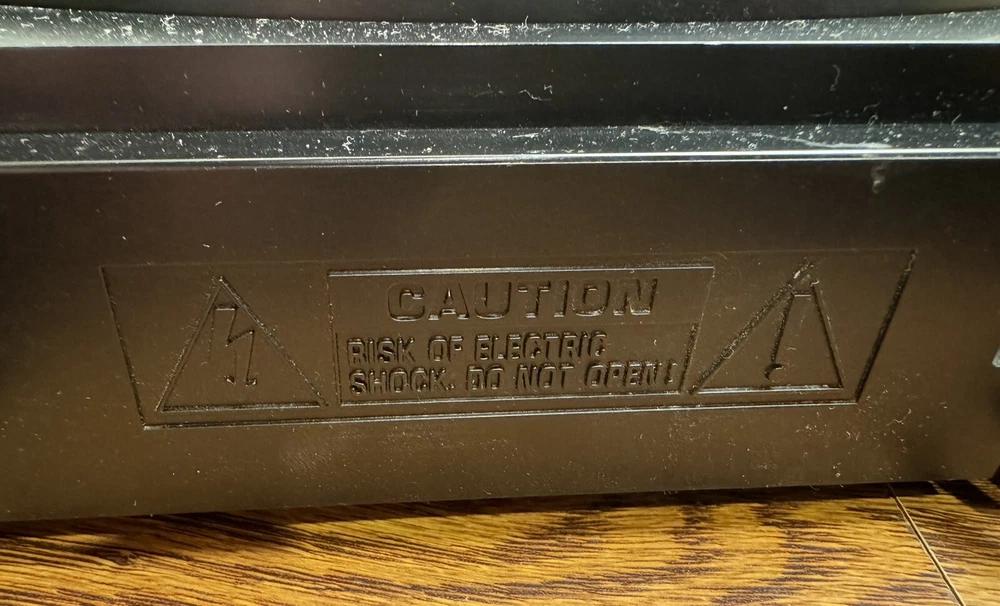 CAUTION
RISK OF ELECTRIC
SHOCK. DO NOT OPEN!